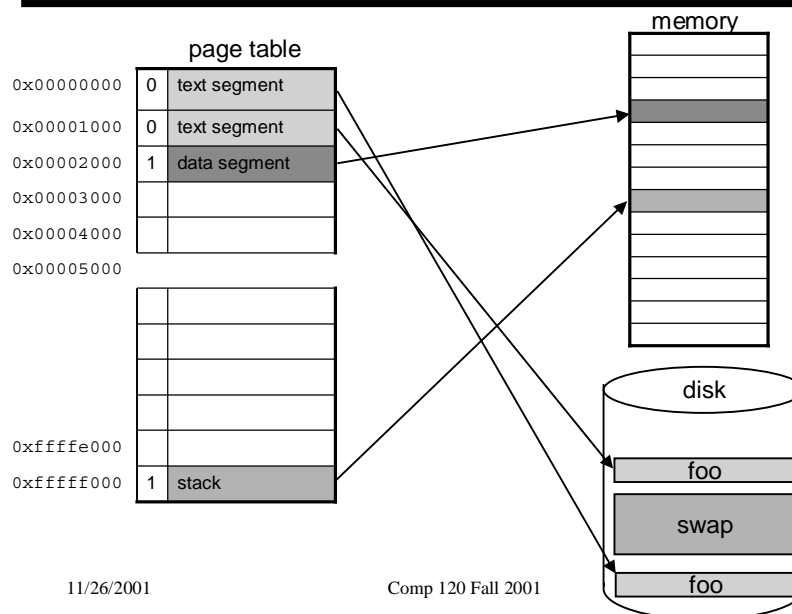 memory
page table
0x00000000 0 text segment
0x00001000 0 text segment
0x00002000 1 data segment
0x00003000
0x00004000
0x00005000
disk
0xffffe000
foo
0xfffff000 1 stack
swap
foo
11/26/2001 Comp 120 Fall 2001